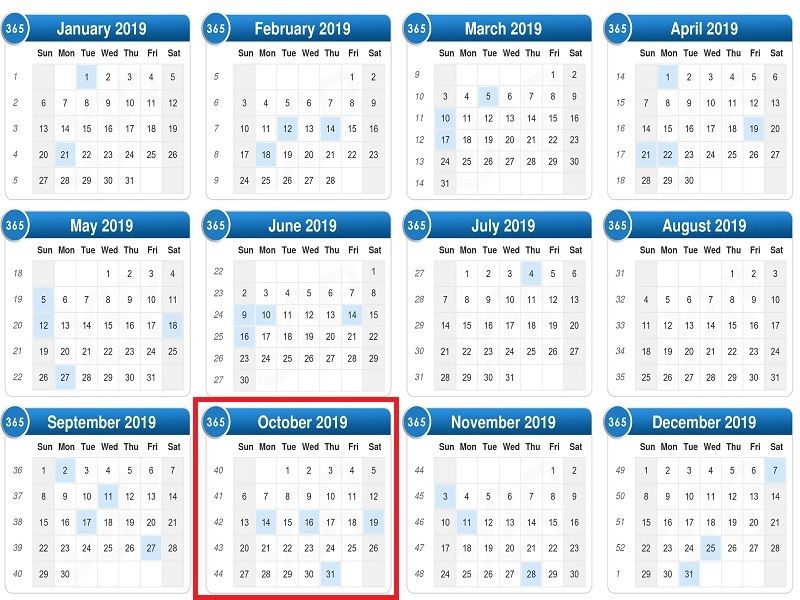 365 January 2019
Sun Mon Tue Wed Thu Fri Sat
1 1 2 3 4 5
2 6 7 8 9 10 11 12
3 13 14 15 16 17 18 19
4 20 21 22 23 24 25 26
5 27 28 29 30 31
365 February 2019
Sun Mon Tue Wed Thu Fri Sat
5 1 2
6 3 4 5 6 7 8 9
7 10 11 12 13 14 15 16
8 17 18 19 20 21 22 23
9 24 25 26 27 28
365 March 2019
Sun Mon Tue Wed Thu Fri Sat
9 1 2
10 3 4 5 6 7 8 9
11 10 11 12 13 14 15 16
12 17 18 19 20 21 22 23
13 24 25 26 27 28 29 30
14 31
365 April 2019
Sun Mon Tue Wed Thu Fri Sat
14 1 2 3 4 5 6
15 7 8 9 10 11 12 13
16 14 15 16 17 18 19 20
17 21 22 23 24 25 26 27
18 28 29 30
365 May 2019
Sun Mon Tue Wed Thu Fri Sat
18 1 2 3 4
19 5 6 7 8 9 10 11
20 12 13 14 15 16 17 18
21 19 20 21 22 23 24 25
22 26 27 28 29 30 31
365 June 2019
Sun Mon Tue Wed Thu Fri Sat
22 1
23 2 3 4 5 6 7 8
24 9 10 11 12 13 14 15
25 16 17 18 19 20 21 22
26 23 24 25 26 27 28 29
27 30
365 July 2019
Sun Mon Tue Wed Thu Fri Sat
27 1 2 3 4 5 6
28 7 8 9 10 11 12 13
29 14 15 16 17 18 19 20
30 21 22 23 24 25 26 27
31 28 29 30 31
365 August 2019
Sun Mon Tue Wed Thu Fri Sat
31 1 2 3
32 4 5 6 7 8 9 10
33 11 12 13 14 15 16 17
34 18 19 20 21 22 23 24
35 25 26 27 28 29 30 31
365 September 2019
Sun Mon Tue Wed Thu Fri Sat
36 1 2 3 4 5 6 7
37 8 9 10 11 12 13 14
38 15 16 17 18 19 20 21
39 22 23 24 25 26 27 28
40 29 30
365 October 2019
Sun Mon Tue Wed Thu Fri Sat
40 1 2 3 4 5
41 6 7 8 9 10 11 12
42 13 14 15 16 17 18 19
43 20 21 22 23 24 25 26
44 27 28 29 30 31
365 November 2019
Sun Mon Tue Wed Thu Fri Sat
44 1 2
45 3 4 5 6 7 8 9
46 10 11 12 13 14 15 16
47 17 18 19 20 21 22 23
48 24 25 26 27 28 29 30
365 December 2019
Sun Mon Tue Wed Thu Fri Sat
49 1 2 3 4 5 6 7
50 8 9 10 11 12 13 14
51 15 16 17 18 19 20 21
52 22 23 24 25 26 27 28
1 29 30 31